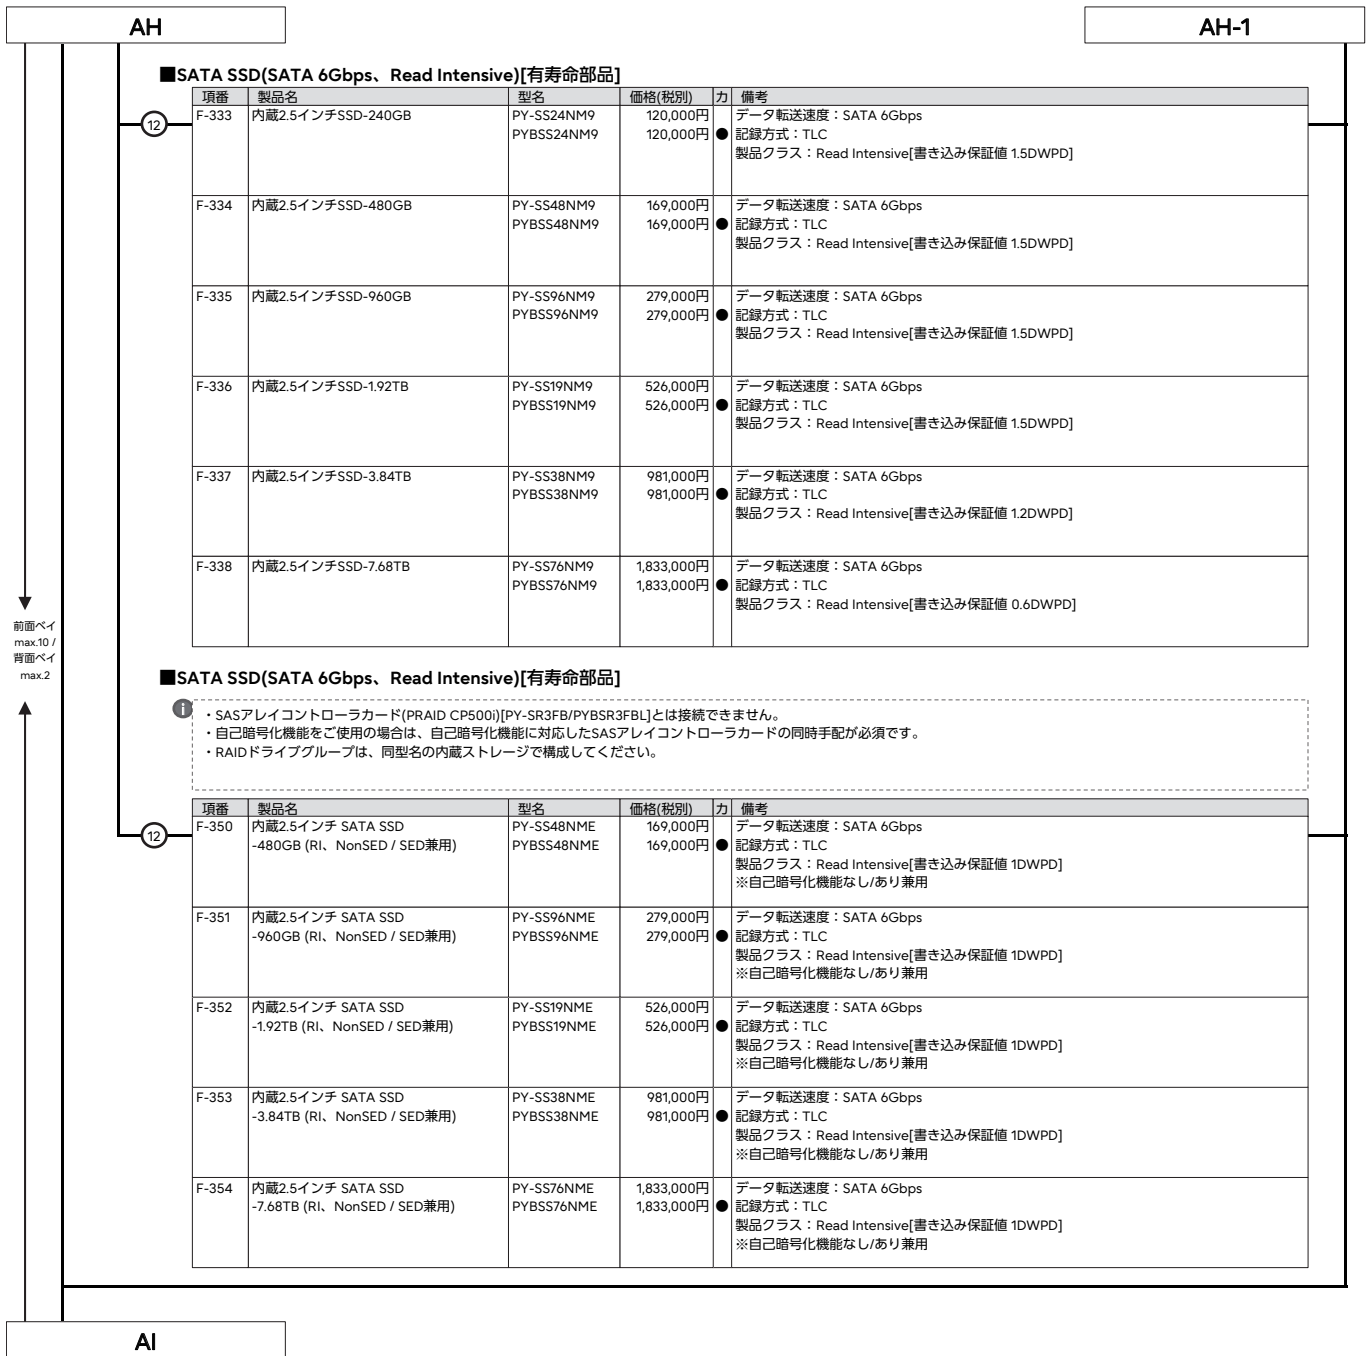 AH
AH-1
■SATA SSD(SATA 6Gbps、Read Intensive)[有寿命部品]
項番 製品名 型名 価格(税別) カ 備考
12
F-333 内蔵2.5インチSSD-240GB PY-SS24NM9 120,000円 データ転送速度：SATA 6Gbps
PYBSS24NM9 120,000円 ● 記録方式：TLC
製品クラス：Read Intensive[書き込み保証値 1.5DWPD]
F-334 内蔵2.5インチSSD-480GB PY-SS48NM9 169,000円 データ転送速度：SATA 6Gbps
PYBSS48NM9 169,000円 ● 記録方式：TLC
製品クラス：Read Intensive[書き込み保証値 1.5DWPD]
F-335 内蔵2.5インチSSD-960GB PY-SS96NM9 279,000円 データ転送速度：SATA 6Gbps
PYBSS96NM9 279,000円 ● 記録方式：TLC
製品クラス：Read Intensive[書き込み保証値 1.5DWPD]
F-336 内蔵2.5インチSSD-1.92TB PY-SS19NM9 526,000円 データ転送速度：SATA 6Gbps
PYBSS19NM9 526,000円 ● 記録方式：TLC
製品クラス：Read Intensive[書き込み保証値 1.5DWPD]
F-337 内蔵2.5インチSSD-3.84TB PY-SS38NM9 981,000円 データ転送速度：SATA 6Gbps
PYBSS38NM9 981,000円 ● 記録方式：TLC
製品クラス：Read Intensive[書き込み保証値 1.2DWPD]
F-338 内蔵2.5インチSSD-7.68TB PY-SS76NM9 1,833,000円 データ転送速度：SATA 6Gbps
PYBSS76NM9 1,833,000円 ● 記録方式：TLC
製品クラス：Read Intensive[書き込み保証値 0.6DWPD]
前面ベイ
max.10 /
背面ベイ
max.2
■SATA SSD(SATA 6Gbps、Read Intensive)[有寿命部品]
i
・SASアレイコントローラカード(PRAID CP500i)[PY-SR3FB/PYBSR3FBL]とは接続できません。
・自己暗号化機能をご使用の場合は、自己暗号化機能に対応したSASアレイコントローラカードの同時手配が必須です。
・RAIDドライブグループは、同型名の内蔵ストレージで構成してください。
項番 製品名 型名 価格(税別) カ 備考
12
F-350 内蔵2.5インチ SATA SSD PY-SS48NME 169,000円 データ転送速度：SATA 6Gbps
-480GB (RI、NonSED / SED兼用) PYBSS48NME 169,000円 ● 記録方式：TLC
製品クラス：Read Intensive[書き込み保証値 1DWPD]
※自己暗号化機能なし/あり兼用
F-351 内蔵2.5インチ SATA SSD PY-SS96NME 279,000円 データ転送速度：SATA 6Gbps
-960GB (RI、NonSED / SED兼用) PYBSS96NME 279,000円 ● 記録方式：TLC
製品クラス：Read Intensive[書き込み保証値 1DWPD]
※自己暗号化機能なし/あり兼用
F-352 内蔵2.5インチ SATA SSD PY-SS19NME 526,000円 データ転送速度：SATA 6Gbps
-1.92TB (RI、NonSED / SED兼用) PYBSS19NME 526,000円 ● 記録方式：TLC
製品クラス：Read Intensive[書き込み保証値 1DWPD]
※自己暗号化機能なし/あり兼用
F-353 内蔵2.5インチ SATA SSD PY-SS38NME 981,000円 データ転送速度：SATA 6Gbps
-3.84TB (RI、NonSED / SED兼用) PYBSS38NME 981,000円 ● 記録方式：TLC
製品クラス：Read Intensive[書き込み保証値 1DWPD]
※自己暗号化機能なし/あり兼用
F-354 内蔵2.5インチ SATA SSD PY-SS76NME 1,833,000円 データ転送速度：SATA 6Gbps
-7.68TB (RI、NonSED / SED兼用) PYBSS76NME 1,833,000円 ● 記録方式：TLC
製品クラス：Read Intensive[書き込み保証値 1DWPD]
※自己暗号化機能なし/あり兼用
AI